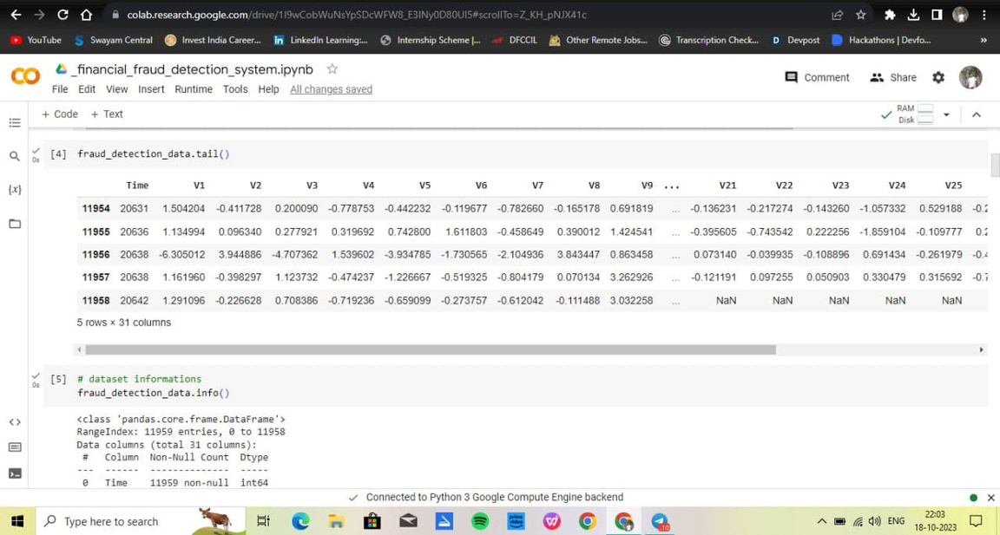 colab.research.google.com/drive/1I9wCobWuNsYpSDcWFW8_E3INy0D80UI5#scrollTo=Z_KH_pNJX41c
YouTube Swayam Central Invest India Career... LinkedIn Learning:... Internship Scheme |... DFCCIL Other Remote Jobs... Transcription Check... Devpost Hackathons | Devfo... »
CO _financial_fraud_detection_system.ipynb
Comment Share
File Edit View Insert Runtime Tools Help All changes saved
+ Code + Text
RAM
Disk
[4] fraud_detection_data.tail()
0s
Time V1 V2 V3 V4 V5 V6 V7 V8 V9 ... V21 V22 V23 V24 V25
11954 20631 1.504204 -0.411728 0.200090 -0.778753 -0.442232 -0.119677 -0.782660 -0.165178 0.691819 ... -0.136231 -0.217274 -0.143260 -1.057332 0.529188 -0.2
11955 20636 1.134994 0.096340 0.277921 0.319692 0.742800 1.611803 -0.458649 0.390012 1.424541 ... -0.395605 -0.743542 0.222256 -1.859104 -0.109777 0.2
11956 20638 -6.305012 3.944886 -4.707362 1.539602 -3.934785 -1.730565 -2.104936 3.843447 0.863458 ... 0.073140 -0.039935 -0.108896 0.691434 -0.261979 -0.4
11957 20638 1.161960 -0.398297 1.123732 -0.474237 -1.226667 -0.519325 -0.804179 0.070134 3.262926 ... -0.121191 0.097255 0.050903 0.330479 0.315692 -0.7
11958 20642 1.291096 -0.226628 0.708386 -0.719236 -0.659099 -0.273757 -0.612042 -0.111488 3.032258 ... NaN NaN NaN NaN NaN
5 rows × 31 columns
[5] # dataset informations
0s
fraud_detection_data.info()
<class 'pandas.core.frame.DataFrame'>
RangeIndex: 11959 entries, 0 to 11958
Data columns (total 31 columns):
# Column Non-Null Count Dtype
--- ------ -------------- -----
0 Time 11959 non-null int64
Connected to Python 3 Google Compute Engine backend
Type here to search
prime video
10
ENG
22:03
18-10-2023